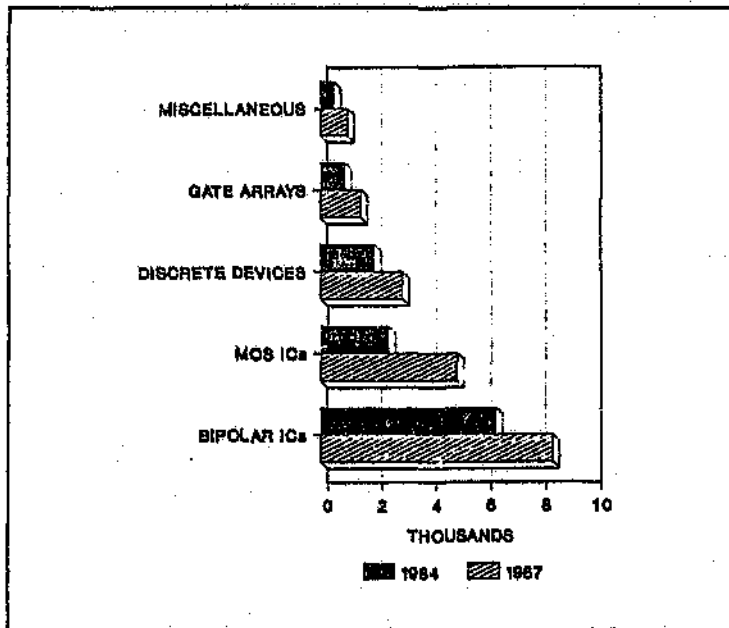 MISCELLANEOUS
GATE ARRAYS
DISCRETE DEVICES
MOS ICs
BIPOLAR ICs
0 2 4 6 8 10
THOUSANDS
1984 1987